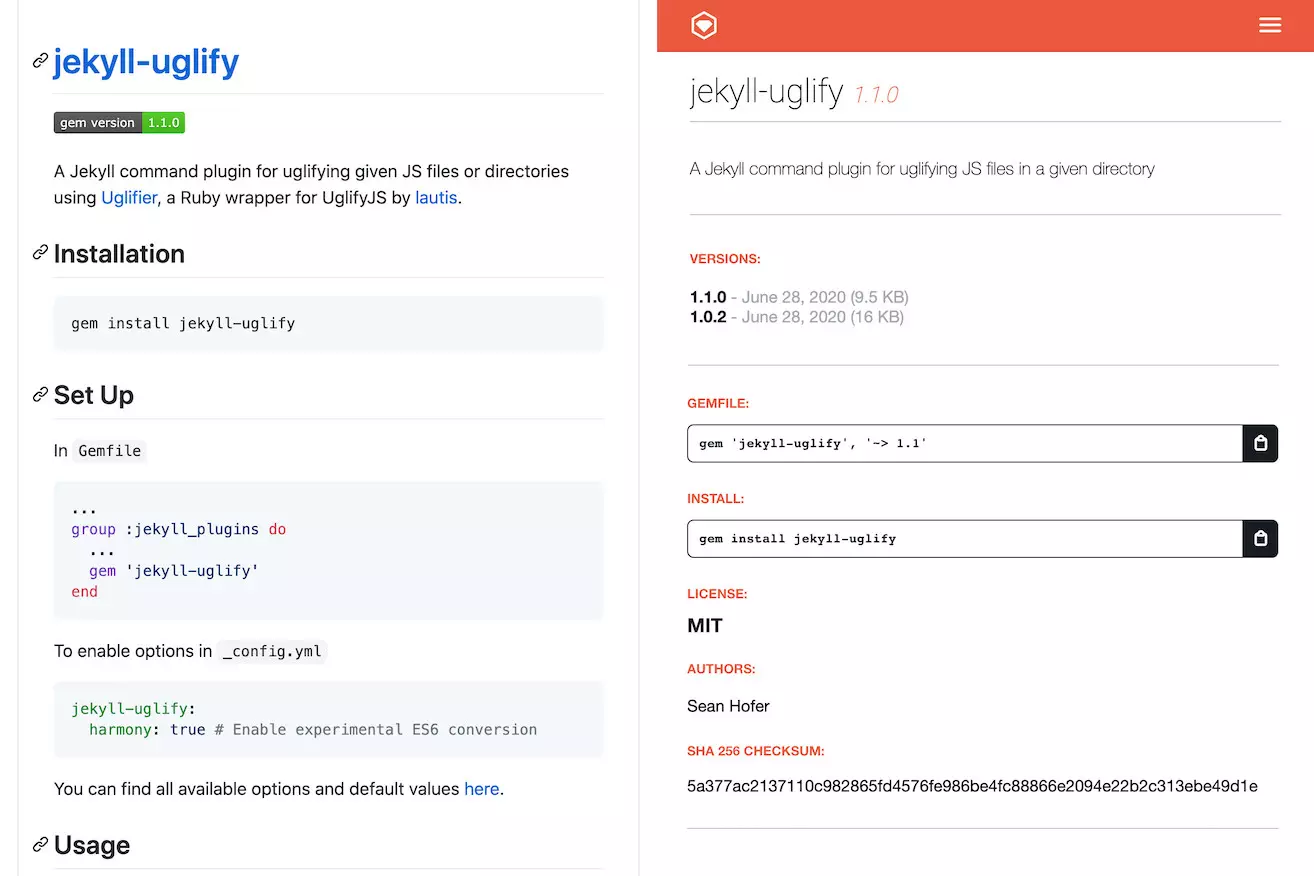 jekyll-uglify
gem version 1.1.0
A Jekyll command plugin for uglifying given JS files or directories
using Uglifier, a Ruby wrapper for UglifyJS by lautis.
Installation
gem install jekyll-uglify
Set Up
In Gemfile
...
group :jekyll_plugins do
  ...
  gem 'jekyll-uglify'
end
To enable options in _config.yml
jekyll-uglify:
  harmony: true # Enable experimental ES6 conversion
You can find all available options and default values here.
Usage
jekyll-uglify 1.1.0
A Jekyll command plugin for uglifying JS files in a given directory
VERSIONS:
1.1.0 - June 28, 2020 (9.5 KB)
1.0.2 - June 28, 2020 (16 KB)
GEMFILE:
gem 'jekyll-uglify', '~> 1.1'
INSTALL:
gem install jekyll-uglify
LICENSE:
MIT
AUTHORS:
Sean Hofer
SHA 256 CHECKSUM:
5a377ac2137110c982865fd4576fe986be4fc88866e2094e22b2c313ebe49d1e